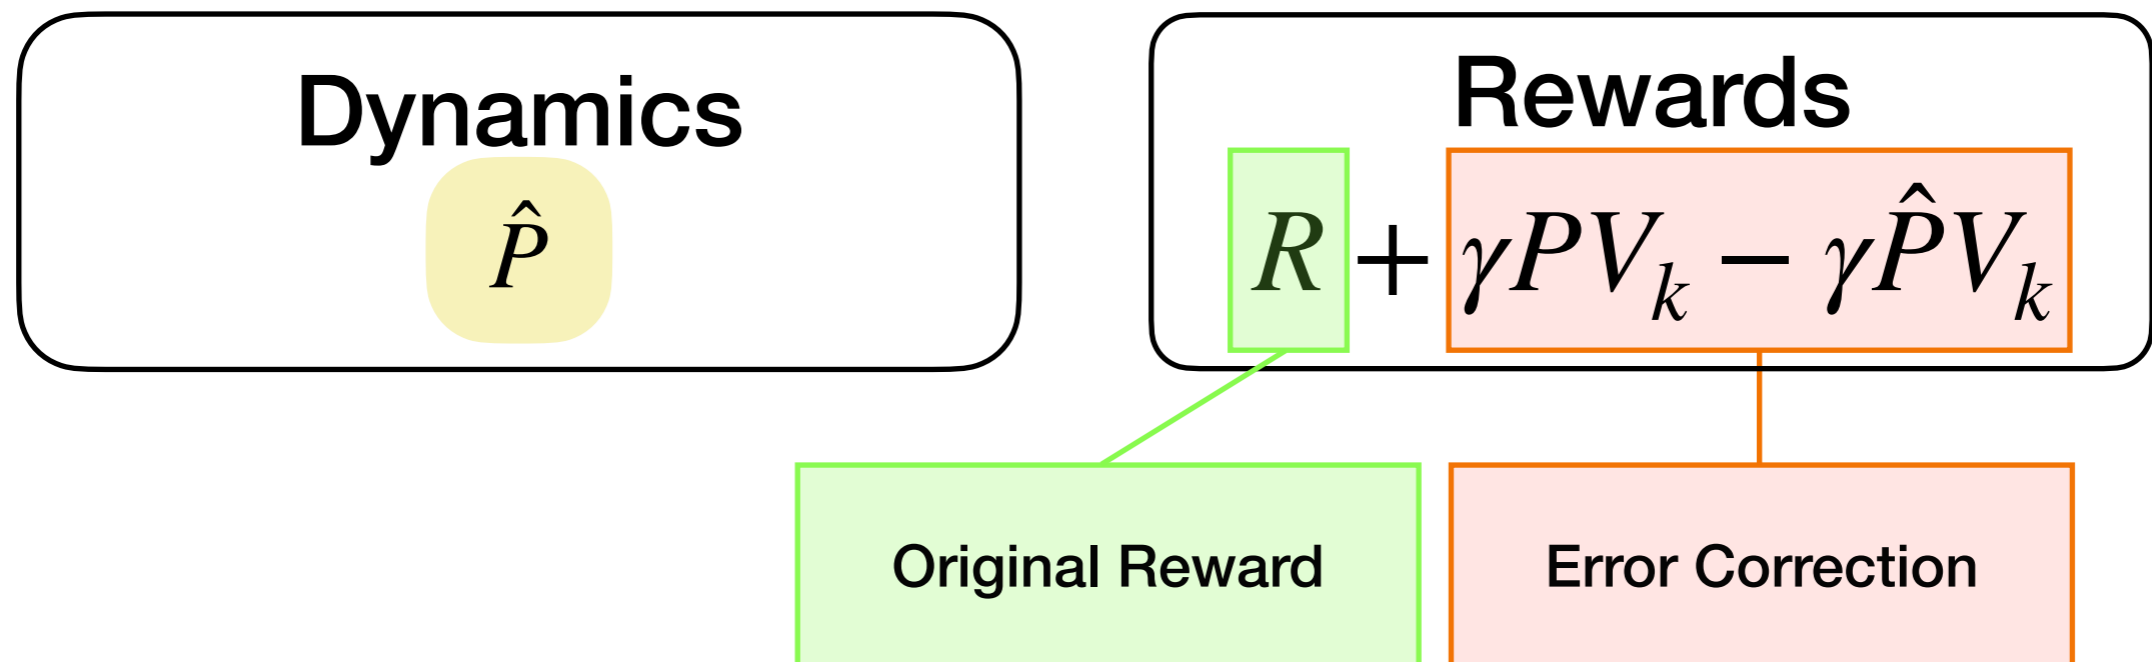 Dynamics
P̂
Rewards
R + γPV_k − γP̂V_k
Original Reward
Error Correction